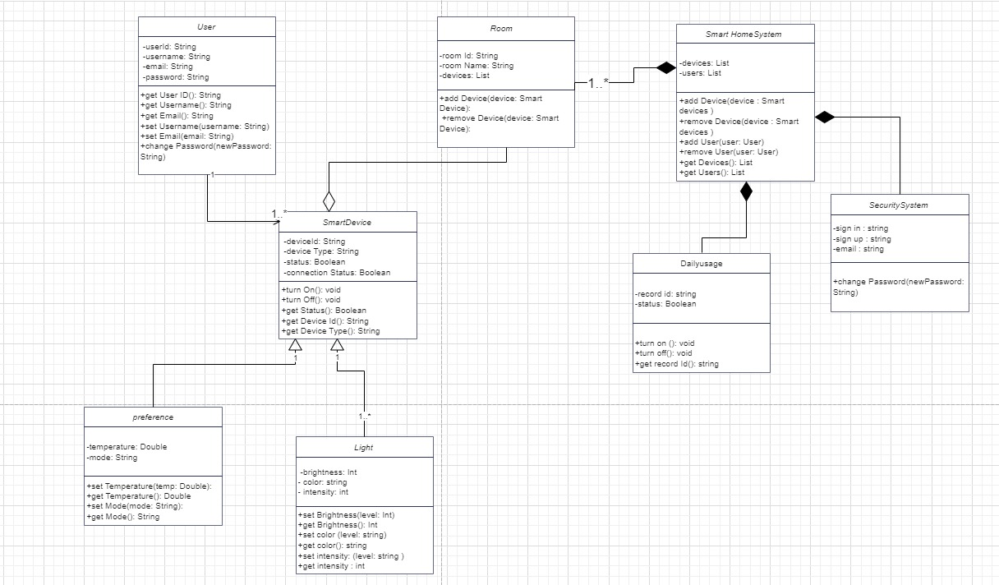 User
-userId: String
-username: String
-email: String
-password: String
+get User ID(): String
+get Username(): String
+get Email(): String
+set Username(username: String)
+set Email(email: String)
+change Password(newPassword:
String)
1
1..*
Room
-room Id: String
-room Name: String
-devices: List
+add Device(device: Smart
Device):
+remove Device(device: Smart
Device):
1..*
Smart HomeSystem
-devices: List
-users: List
+add Device(device : Smart
devices )
+remove Device(device : Smart
devices )
+add User(user: User)
+remove User(user: User)
+get Devices(): List
+get Users(): List
SmartDevice
-deviceId: String
-device Type: String
-status: Boolean
-connection Status: Boolean
+turn On(): void
+turn Off(): void
+get Status(): Boolean
+get Device Id(): String
+get Device Type(): String
1
1
1..*
SecuritySystem
-sign in : string
-sign up : string
-email : string
+change Password(newPassword:
String)
Dailyusage
-record id: string
-status: Boolean
+turn on (): void
+turn off(): void
+get record Id(): string
preference
-temperature: Double
-mode: String
+set Temperature(temp: Double):
+get Temperature(): Double
+set Mode(mode: String):
+get Mode(): String
Light
-brightness: Int
- color: string
- intensity: int
+set Brightness(level: Int)
+get Brightness(): Int
+set color (level: string)
+get color(): string
+set intensity: (level: string )
+get intensity : int